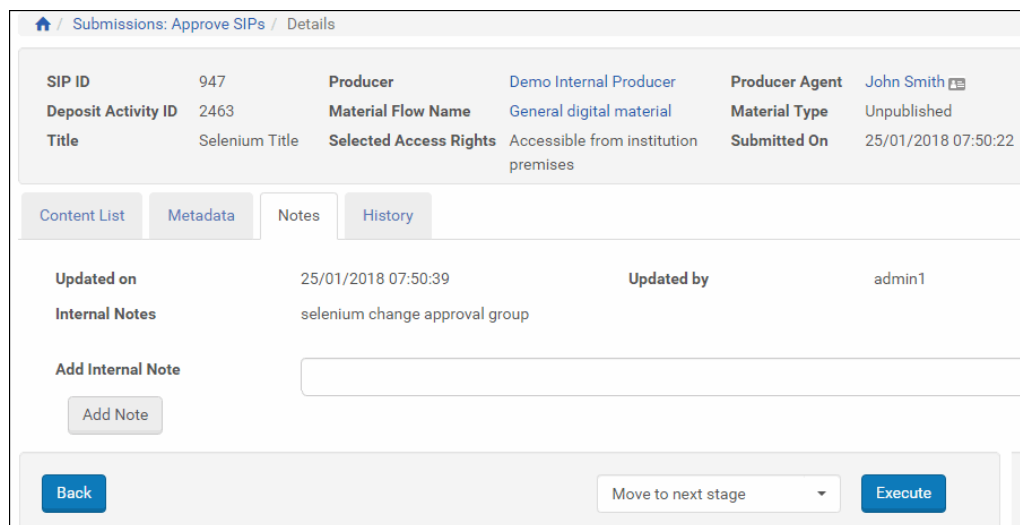 / Submissions: Approve SIPs / Details
SIP ID 947 Producer Demo Internal Producer Producer Agent John Smith
Deposit Activity ID 2463 Material Flow Name General digital material Material Type Unpublished
Title Selenium Title Selected Access Rights Accessible from institution premises Submitted On 25/01/2018 07:50:22
Content List Metadata Notes History
Updated on 25/01/2018 07:50:39 Updated by admin1
Internal Notes selenium change approval group
Add Internal Note
Add Note
Back Move to next stage Execute